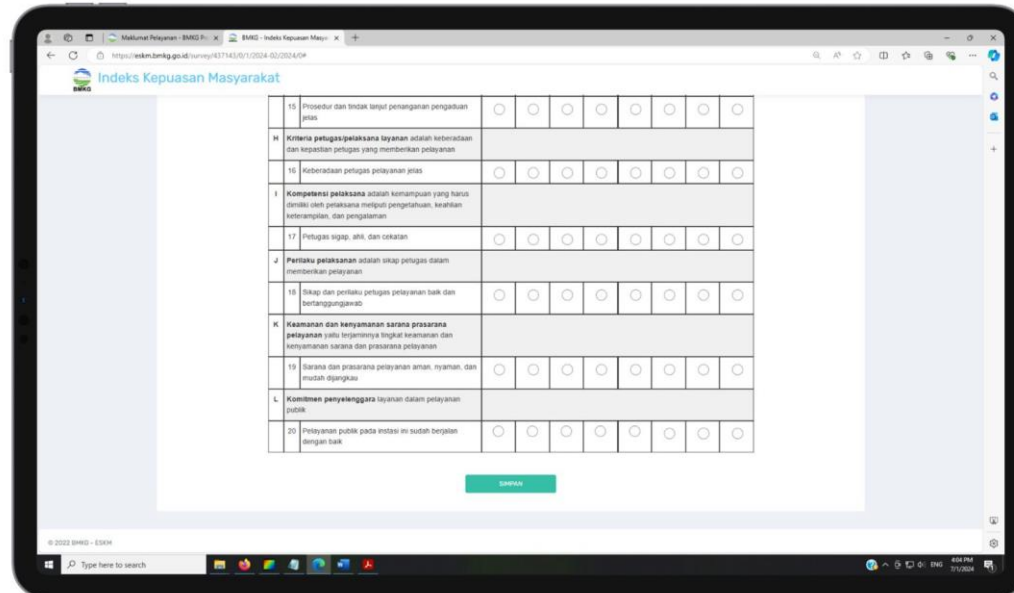 Maklumat Pelayanan - BMKG Pr
BMKG - Indeks Kepuasan Masya
https://eskm.bmkg.go.id/survey/437143/0/1/2024-02/2024/0#
BMKG
Indeks Kepuasan Masyarakat
15 Prosedur dan tindak lanjut penanganan pengaduan
jelas
H Kriteria petugas/pelaksana layanan adalah keberadaan
dan kepastian petugas yang memberikan pelayanan
16 Keberadaan petugas pelayanan jelas
I Kompetensi pelaksana adalah kemampuan yang harus
dimiliki oleh pelaksana meliputi pengetahuan, keahlian
keterampilan, dan pengalaman
17 Petugas sigap, ahli, dan cekatan
J Perilaku pelaksanan adalah sikap petugas dalam
memberikan pelayanan
18 Sikap dan perilaku petugas pelayanan baik dan
bertanggungjawab
K Keamanan dan kenyamanan sarana prasarana
pelayanan yaitu terjaminnya tingkat keamanan dan
kenyamanan sarana dan prasarana pelayanan
19 Sarana dan prasarana pelayanan aman, nyaman, dan
mudah dijangkau
L Komitmen penyelenggara layanan dalam pelayanan
publik
20 Pelayanan publik pada instasi ini sudah berjalan
dengan baik
SIMPAN
© 2022 BMKG - ESKM
Type here to search
ENG
4:04 PM
7/1/2024